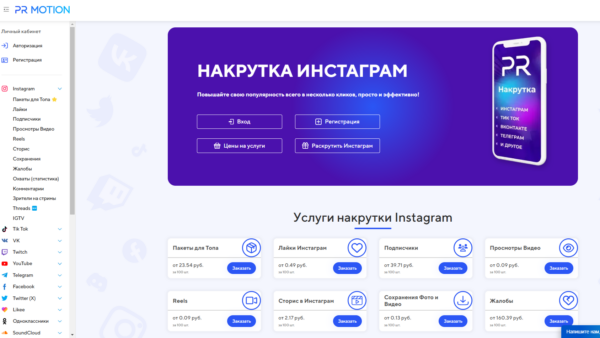 PR MOTION
Личный кабинет
Авторизация
Регистрация
Instagram
Пакеты для Топа
Лайки
Подписчики
Просмотры Видео
Reels
Сторис
Сохранения
Жалобы
Охваты (статистика)
Комментарии
Зрители на стримы
Threads
IGTV
Tik Tok
VK
Twitch
YouTube
Telegram
Facebook
Twitter (X)
Likee
Одноклассники
SoundCloud
НАКРУТКА ИНСТАГРАМ
Повышайте свою популярность всего в несколько кликов, просто и эффективно!
Вход
Регистрация
Цены на услуги
Раскрутить Инстаграм
PR
Накрутка
ИНСТАГРАМ
ТИК ТОК
ВКОНТАКТЕ
ТЕЛЕГРАМ
И ДРУГОЕ
Услуги накрутки Instagram
Пакеты для Топа
от 23.54 руб.
за 100 шт.
Заказать
Лайки Инстаграм
от 0.49 руб.
за 100 шт.
Заказать
Подписчики
от 39.71 руб.
за 100 шт.
Заказать
Просмотры Видео
от 0.09 руб.
за 100 шт.
Заказать
Reels
от 0.09 руб.
за 100 шт.
Заказать
Сторис в Инстаграм
от 2.17 руб.
за 100 шт.
Заказать
Сохранения Фото и
Видео
от 0.13 руб.
за 100 шт.
Заказать
Жалобы
от 160.39 руб.
за 100 шт.
Заказать
Напишите нам,